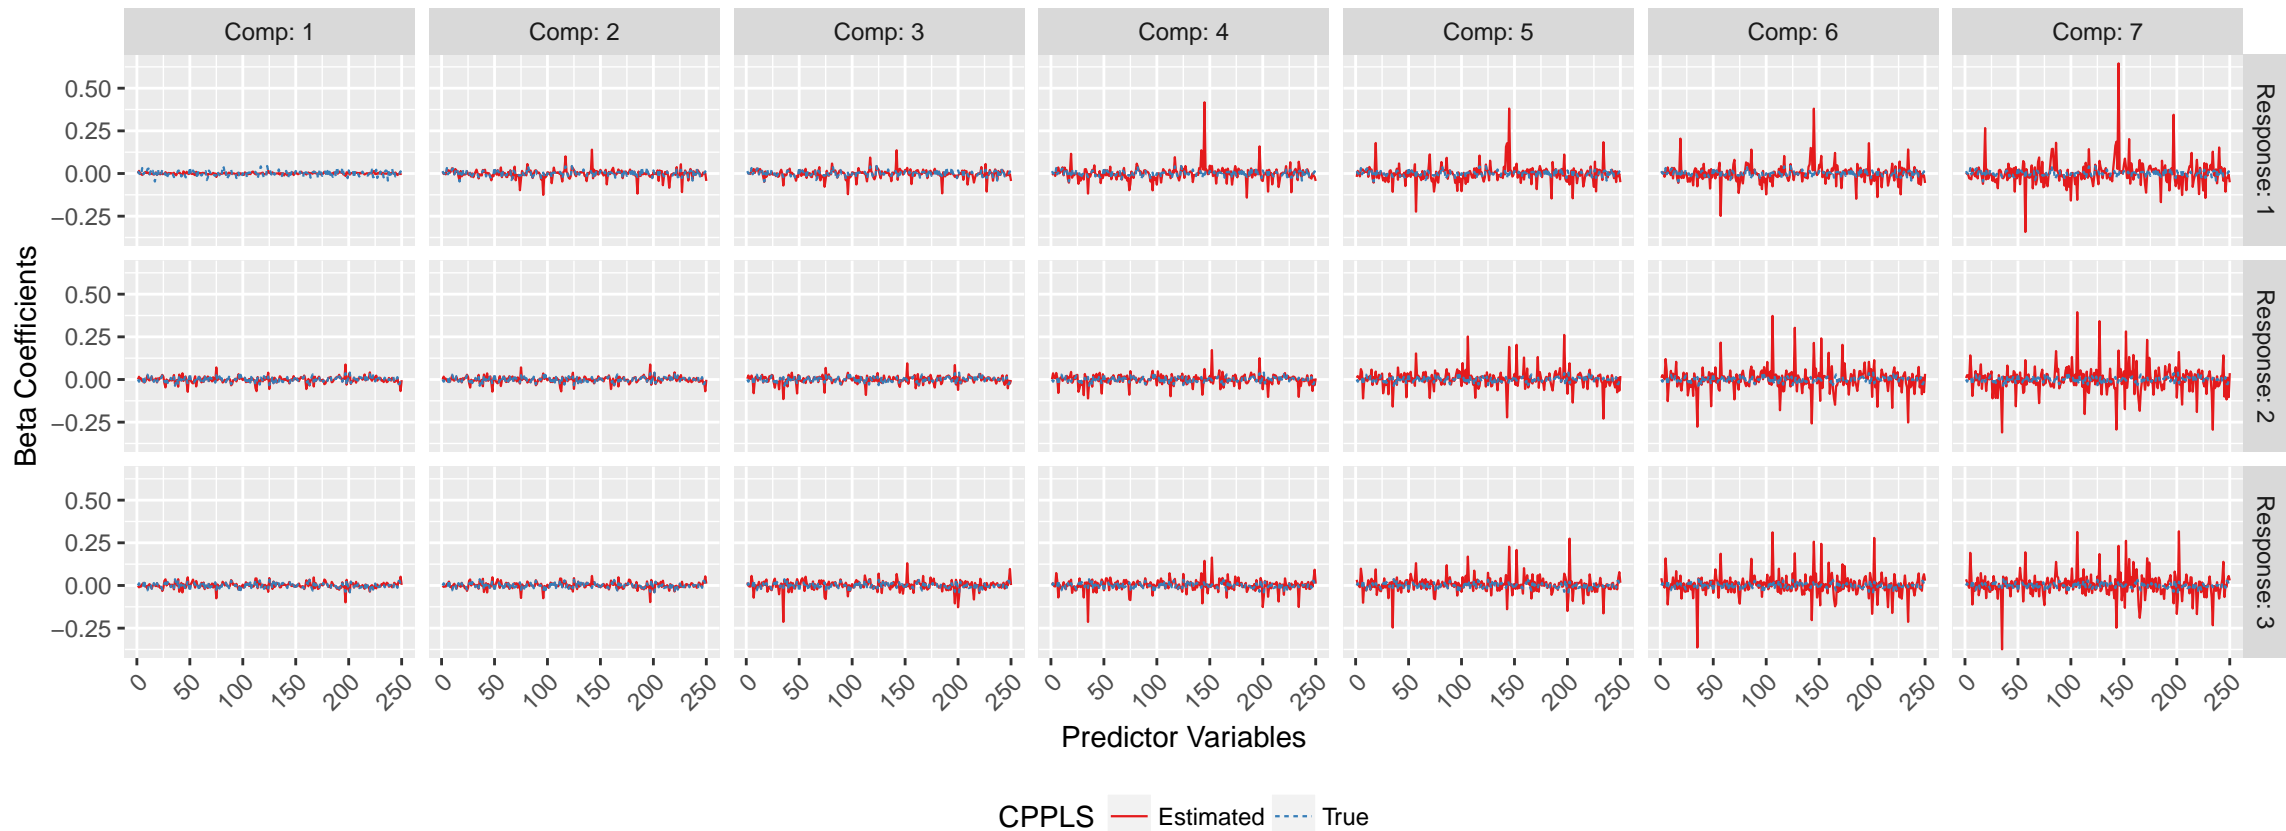 Comp: 1 Comp: 2 Comp: 3 Comp: 4 Comp: 5 Comp: 6 Comp: 7
Beta Coefficients
0.50
0.25
0.00
−0.25
Response: 1
0.50
0.25
0.00
−0.25
Response: 2
0.50
0.25
0.00
−0.25
Response: 3
0 50 100 150 200 250 0 50 100 150 200 250 0 50 100 150 200 250 0 50 100 150 200 250 0 50 100 150 200 250 0 50 100 150 200 250 0 50 100 150 200 250
Predictor Variables
CPPLS Estimated True